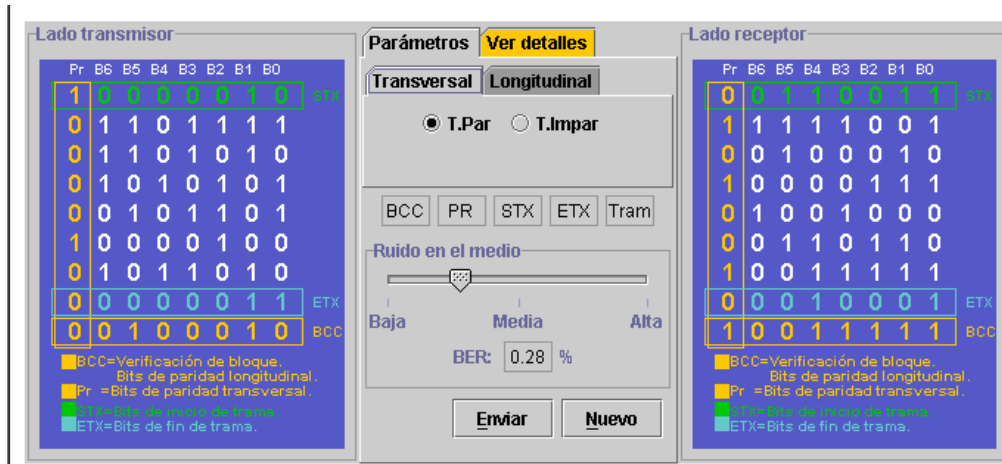 Lado transmisor
Pr B6 B5 B4 B3 B2 B1 B0
1 0 0 0 0 0 1 0 STX
0 1 1 0 1 1 1 1
0 1 1 0 1 0 1 0
0 1 0 1 0 1 0 1
0 0 1 0 1 1 0 1
1 0 0 0 0 1 0 0
0 1 0 1 1 0 1 0
0 0 0 0 0 0 1 1 ETX
0 0 1 0 0 0 1 0 BCC
BCC=Verificación de bloque.
Bits de paridad longitudinal.
Pr =Bits de paridad transversal.
STX=Bits de inicio de trama.
ETX=Bits de fin de trama.
Parámetros Ver detalles
Transversal Longitudinal
T.Par T.Impar
BCC PR STX ETX Tram
Ruido en el medio
Baja Media Alta
BER: 0.28 %
Enviar Nuevo
Lado receptor
Pr B6 B5 B4 B3 B2 B1 B0
0 0 1 1 0 0 1 1 STX
1 1 1 1 1 0 0 1
0 0 1 0 0 0 1 0
1 0 0 0 0 1 1 1
0 1 0 0 1 0 0 0
0 0 1 1 0 1 1 0
1 0 0 1 1 1 1 1
0 0 0 1 0 0 0 1 ETX
1 0 0 1 1 1 1 1 BCC
BCC=Verificación de bloque.
Bits de paridad longitudinal.
Pr =Bits de paridad transversal.
STX=Bits de inicio de trama.
ETX=Bits de fin de trama.